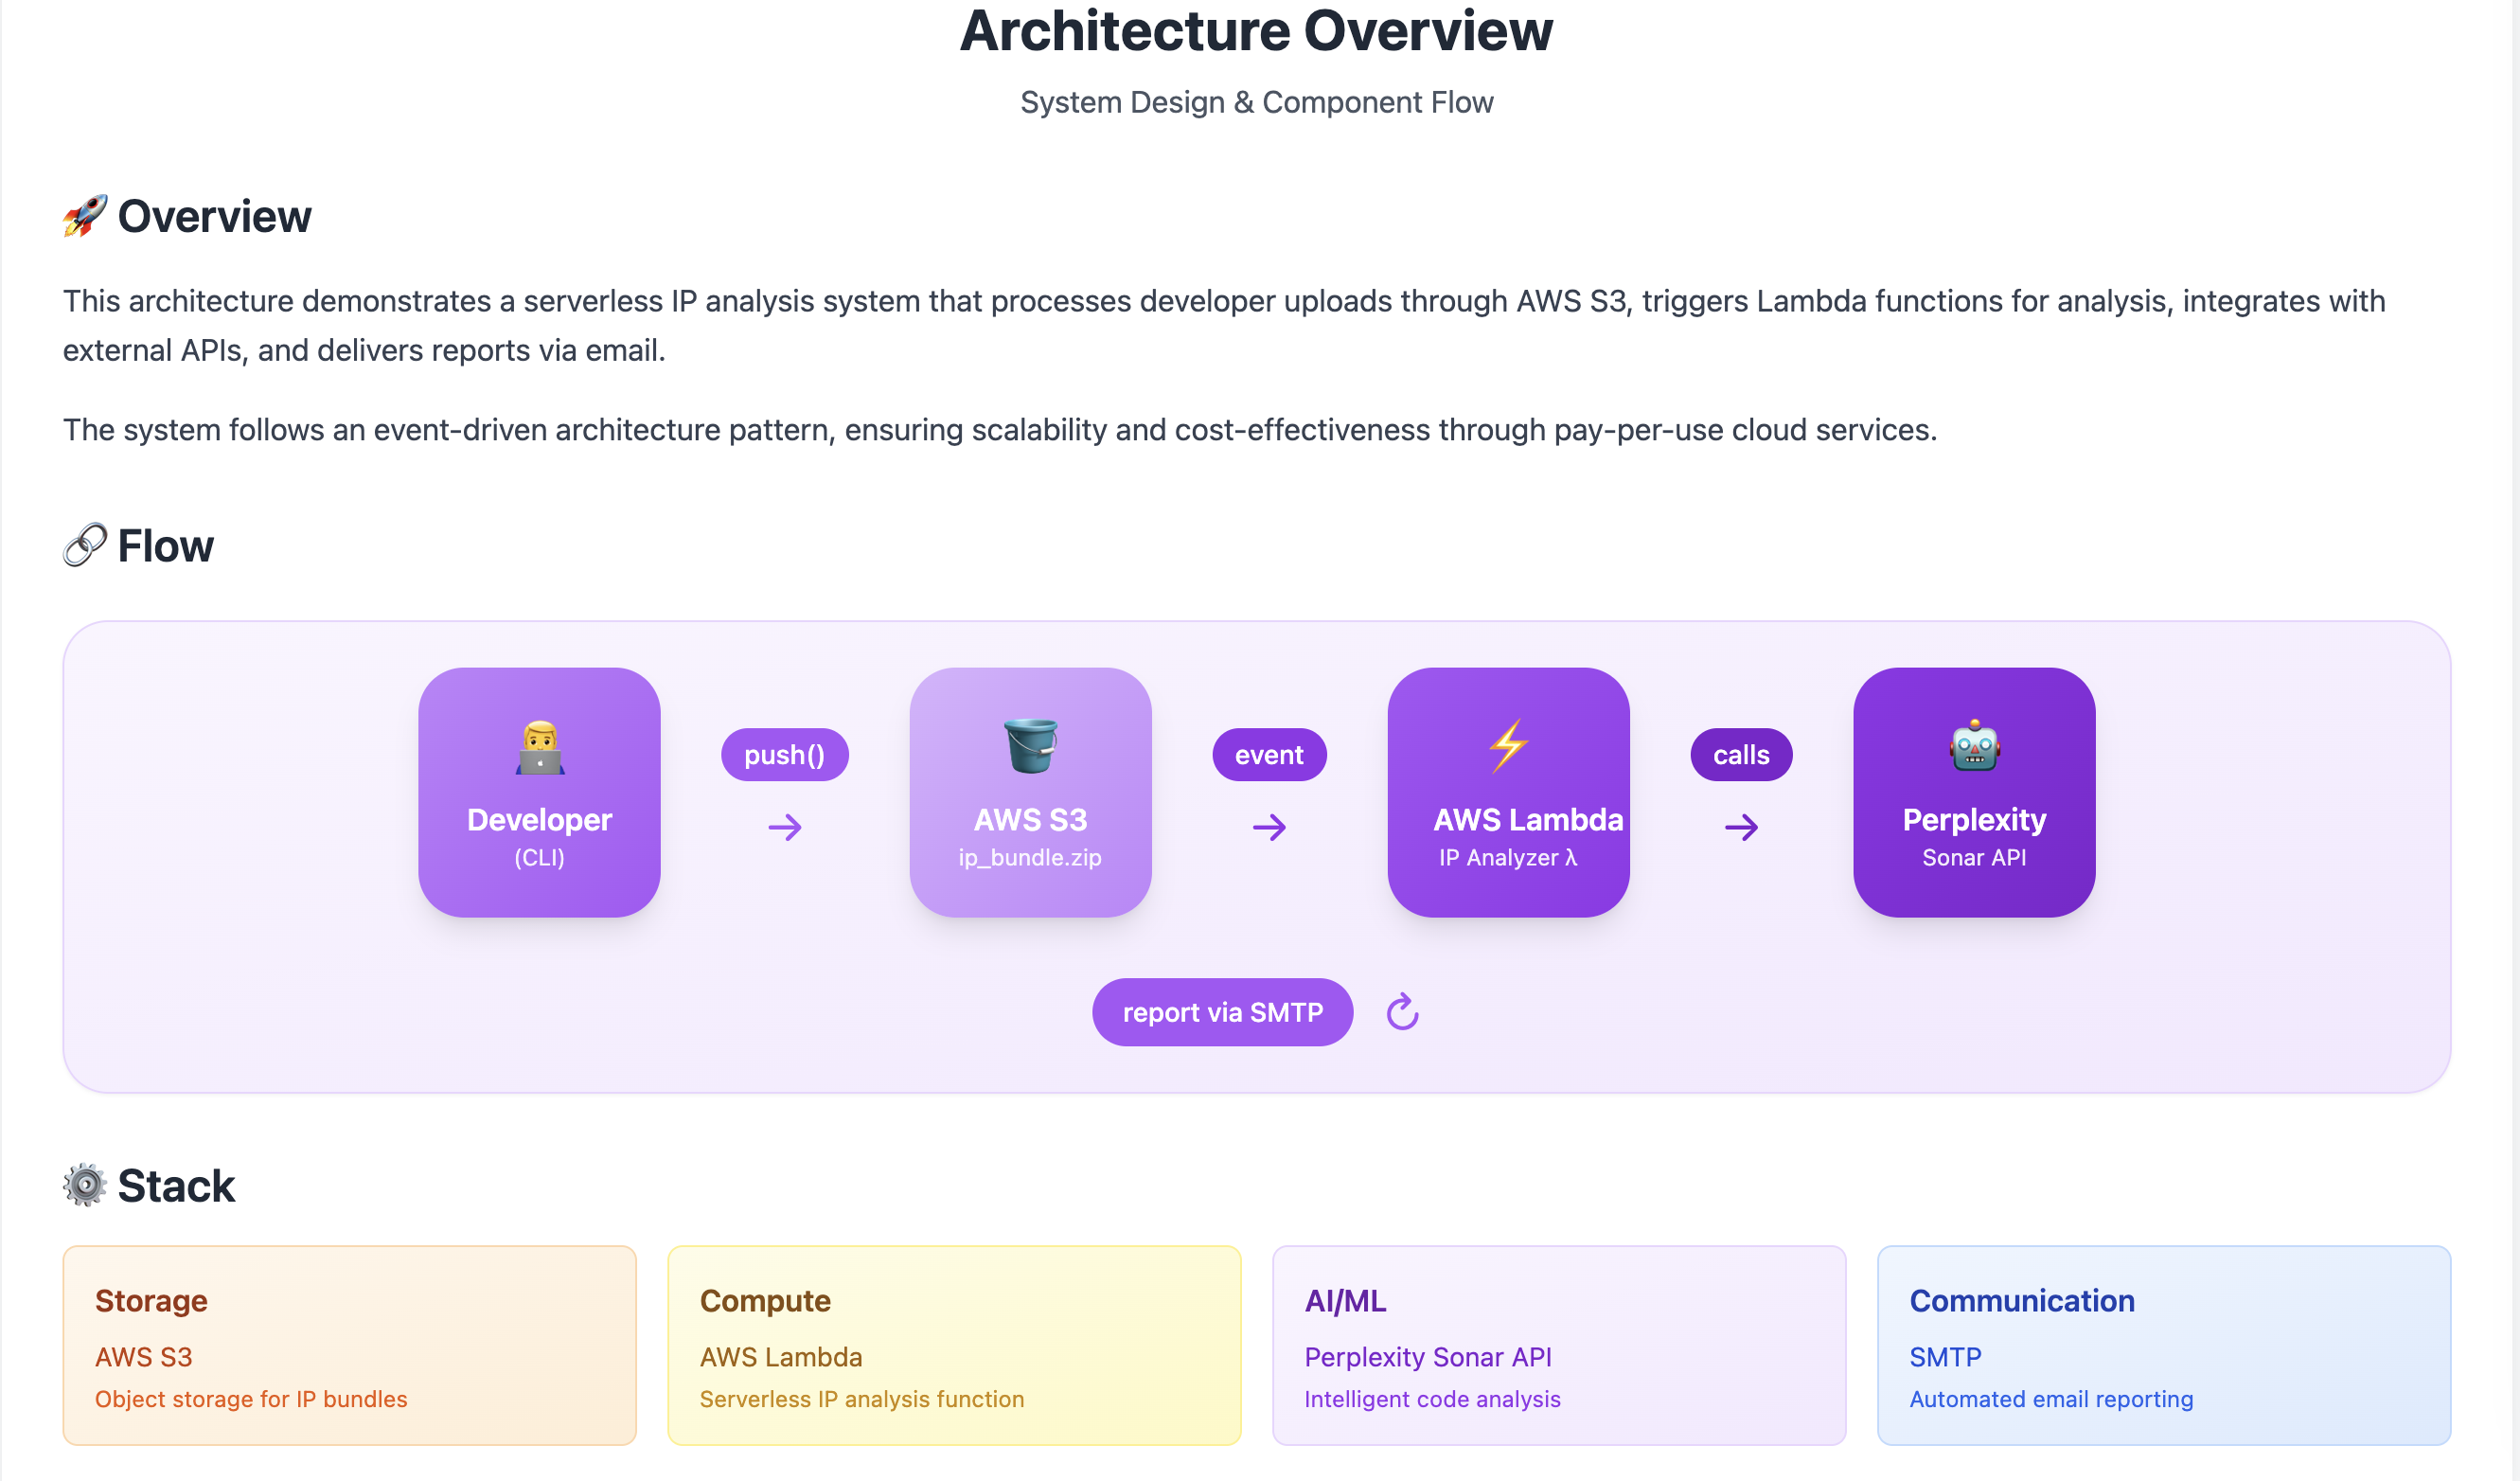 Architecture Overview
System Design & Component Flow
🚀 Overview
This architecture demonstrates a serverless IP analysis system that processes developer uploads through AWS S3, triggers Lambda functions for analysis, integrates with
external APIs, and delivers reports via email.
The system follows an event-driven architecture pattern, ensuring scalability and cost-effectiveness through pay-per-use cloud services.
🔗 Flow
Developer
(CLI)
push()
→
AWS S3
ip_bundle.zip
event
→
AWS Lambda
IP Analyzer λ
calls
→
Perplexity
Sonar API
report via SMTP
⚙️ Stack
Storage
AWS S3
Object storage for IP bundles
Compute
AWS Lambda
Serverless IP analysis function
AI/ML
Perplexity Sonar API
Intelligent code analysis
Communication
SMTP
Automated email reporting